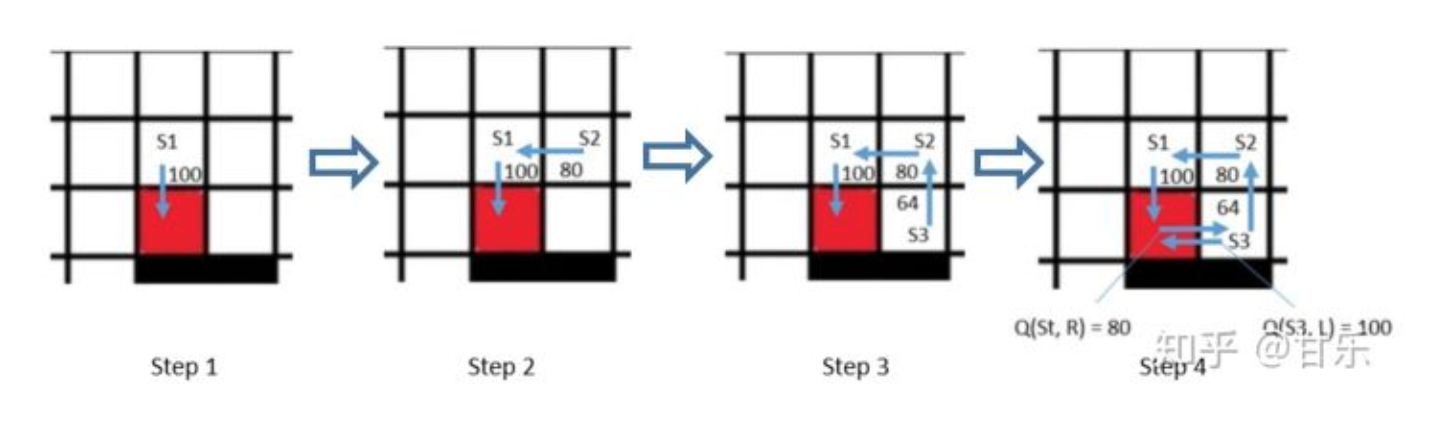 S1
100
S1 S2
100 80
S1 S2
100 80
64
S3
S1 S2
100 80
64
S3
Q(St, R) = 80 Q(S3, L) = 100
Step 1 Step 2 Step 3 Step 4
知乎 @甘乐